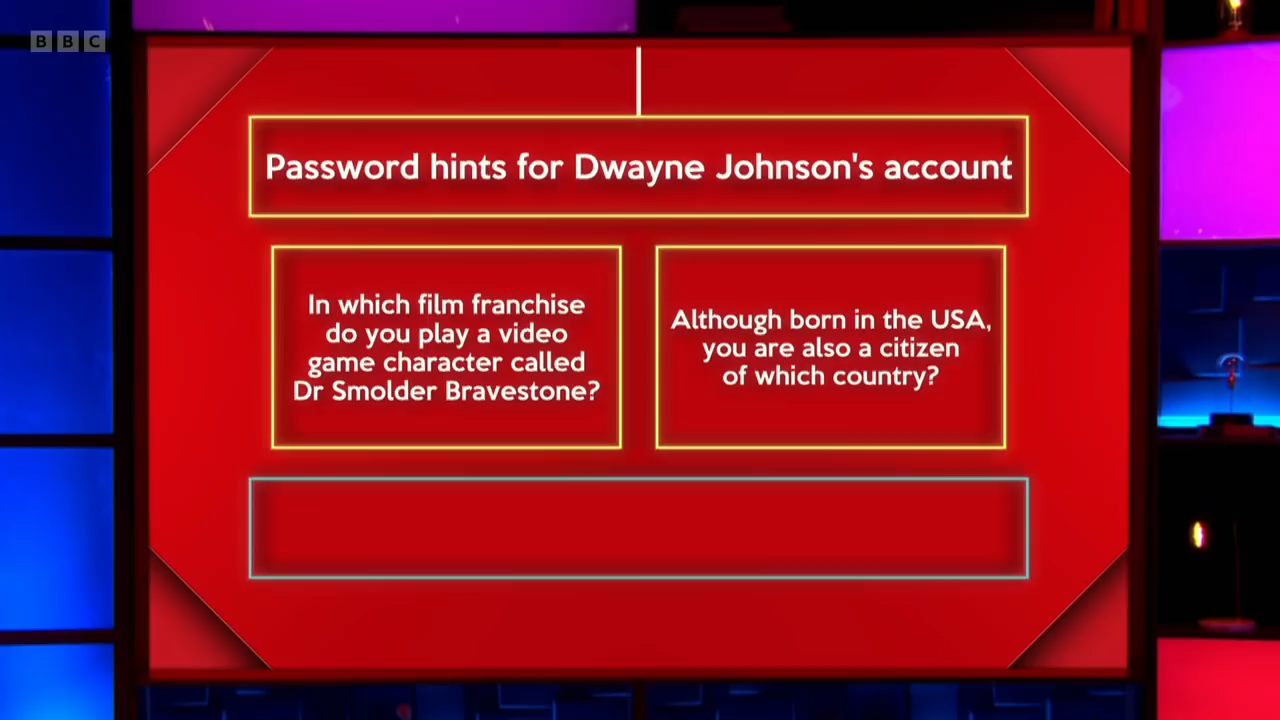 BBC
Password hints for Dwayne Johnson's account
In which film franchise
do you play a video
game character called
Dr Smolder Bravestone?
Although born in the USA,
you are also a citizen
of which country?